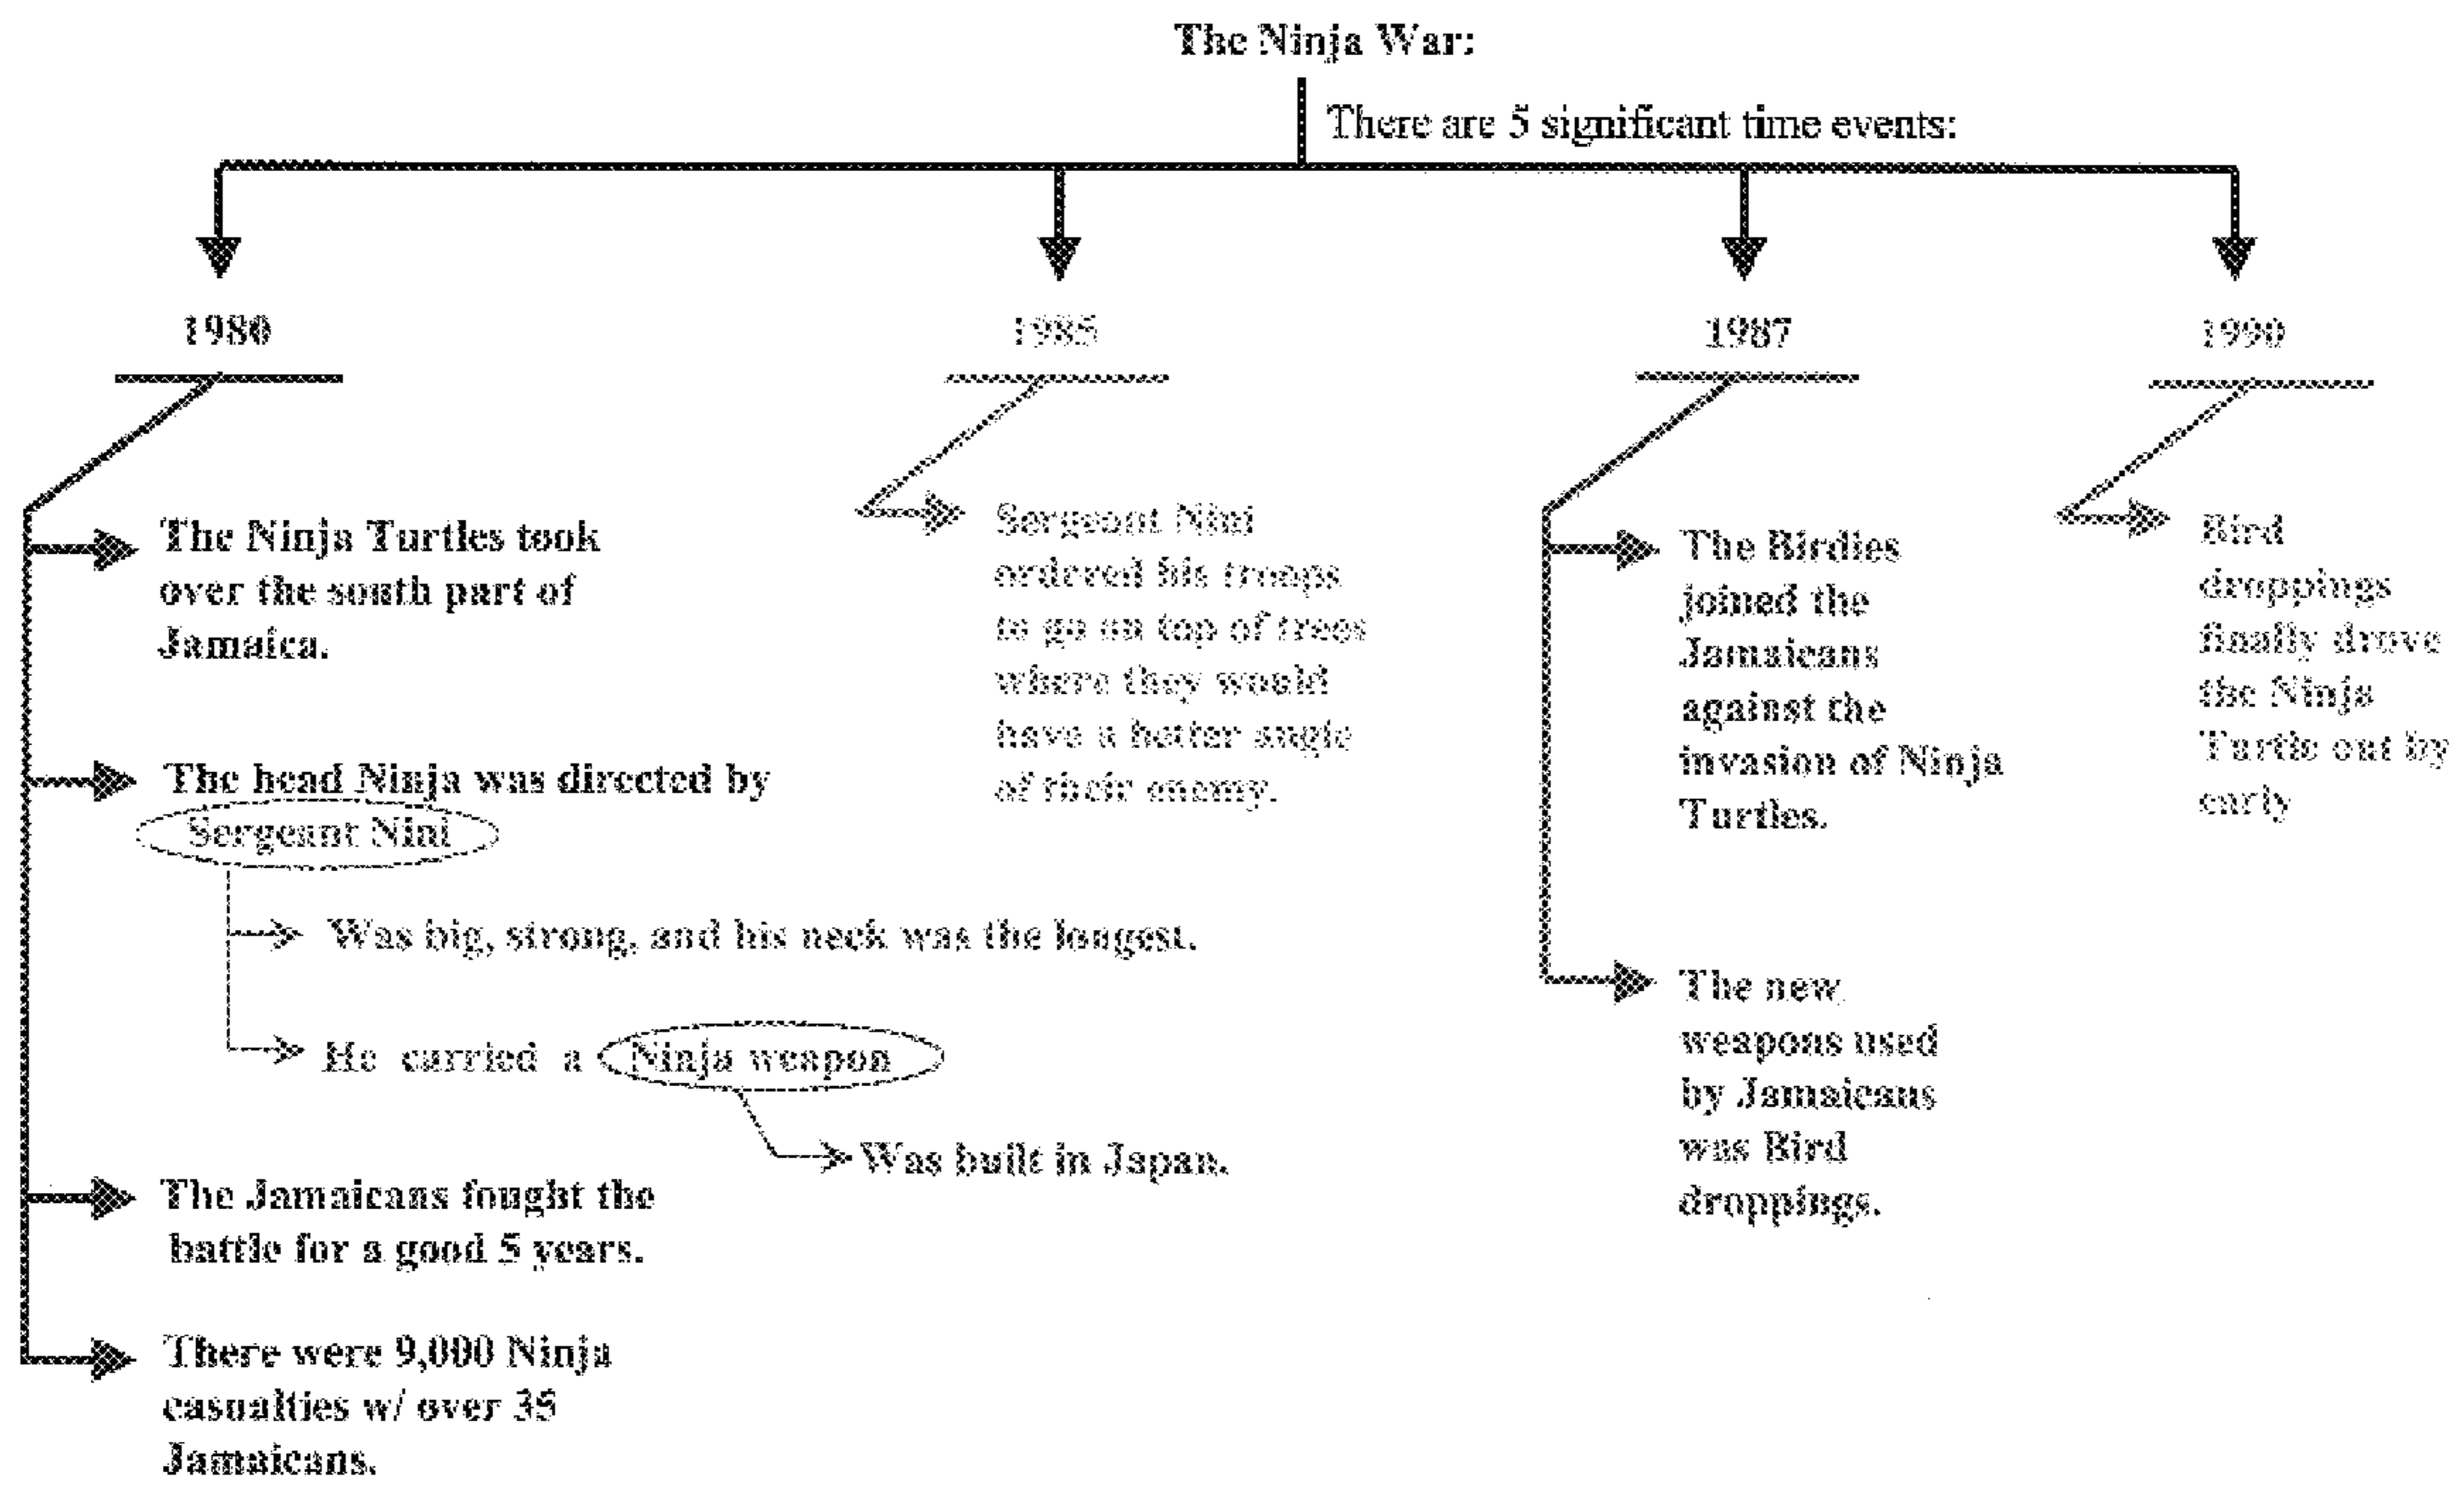 The Ninja War:
There are 5 significant time events:
1980
The Ninja Turtles took
over the south part of
Jamaica.
The head Ninja was directed by
Sergeant Nini
Was big, strong, and his neck was the longest.
He carried a Ninja weapon
Was built in Japan.
The Jamaicans fought the
battle for a good 5 years.
There were 9,000 Ninja
casualties w/ over 35
Jamaicans.
1985
Sergeant Nini
ordered his troops
to go on top of trees
where they would
have a better angle
of their enemy.
1987
The Birdies
joined the
Jamaicans
against the
invasion of Ninja
Turtles.
The new
weapons used
by Jamaicans
was Bird
droppings.
1990
Bird
droppings
finally drove
the Ninja
Turtle out by
early